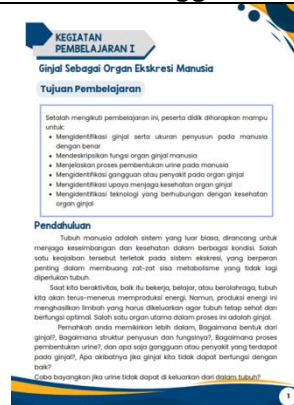 KEGIATAN
PEMBELAJARAN I
Ginjal Sebagai Organ Ekskresi Manusia
Tujuan Pembelajaran
Setalah mengikuti pembelajaran ini, peserta didik diharapkan mampu
untuk:
• Mengidentifikasi ginjal serta ukuran penyusun pada manusia
dengan benar
• Mendeskripsikan fungsi organ ginjal manusia
• Menjelaskan proses pembentukan urine pada manusia
• Mengidentifikasi gangguan atau penyakit pada organ ginjal
• Mengidentifikasi upaya menjaga kesehatan organ ginjal
• Mengidentifikasi teknologi yang berhubungan dengan kesehatan
organ ginjal
Pendahuluan
Tubuh manusia adalah sistem yang luar biasa, dirancang untuk
menjaga keseimbangan dan kesehatan dalam berbagai kondisi. Salah
satu keajaiban tersebut terletak pada sistem ekskresi, yang berperan
penting dalam membuang zat-zat sisa metabolisme yang tidak lagi
diperlukan tubuh.
Saat kita beraktivitas, baik itu bekerja, belajar, atau berolahraga, tubuh
kita akan terus-menerus memproduksi energi. Namun, produksi energi ini
menghasilkan limbah yang harus dikeluarkan agar tubuh tetap sehat dan
berfungsi optimal. Salah satu organ utama dalam proses ini adalah ginjal.
Pernahkah anda memikirkan lebih dalam, Bagaimana bentuk dari
ginjal?, Bagaimana struktur penyusun dan fungsinya?, Bagaimana proses
pembentukan urine?, dan apa saja gangguan atau penyakit yang terdapat
pada ginjal?, Apa akibatnya jika ginjal kita tidak dapat berfungsi dengan
baik?
Coba bayangkan jika urine tidak dapat di keluarkan dari dalam tubuh?
1